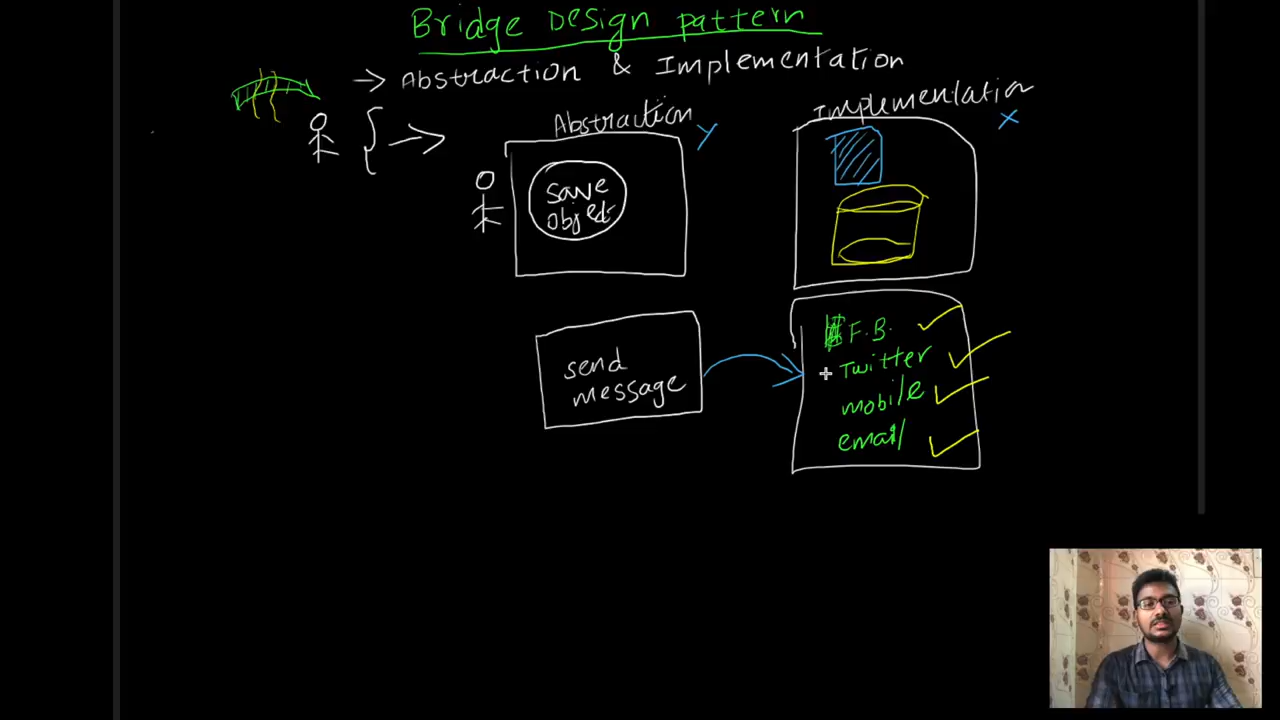 Bridge Design pattern
→ Abstraction & Implementation
Abstraction
Y
Implementation
X
save
object
send
message
F.B.
Twitter
mobile
email